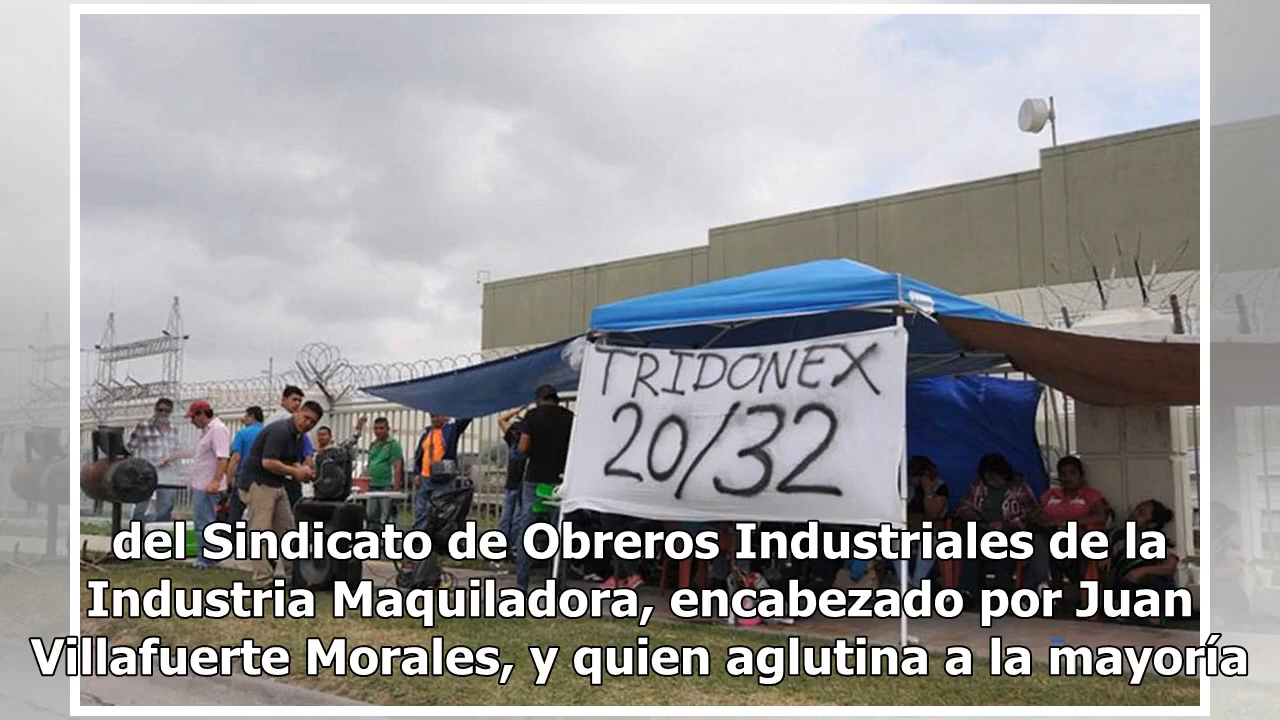 TRIDONEX
20/32
del Sindicato de Obreros Industriales de la
Industria Maquiladora, encabezado por Juan
Villafuerte Morales, y quien aglutina a la mayoría